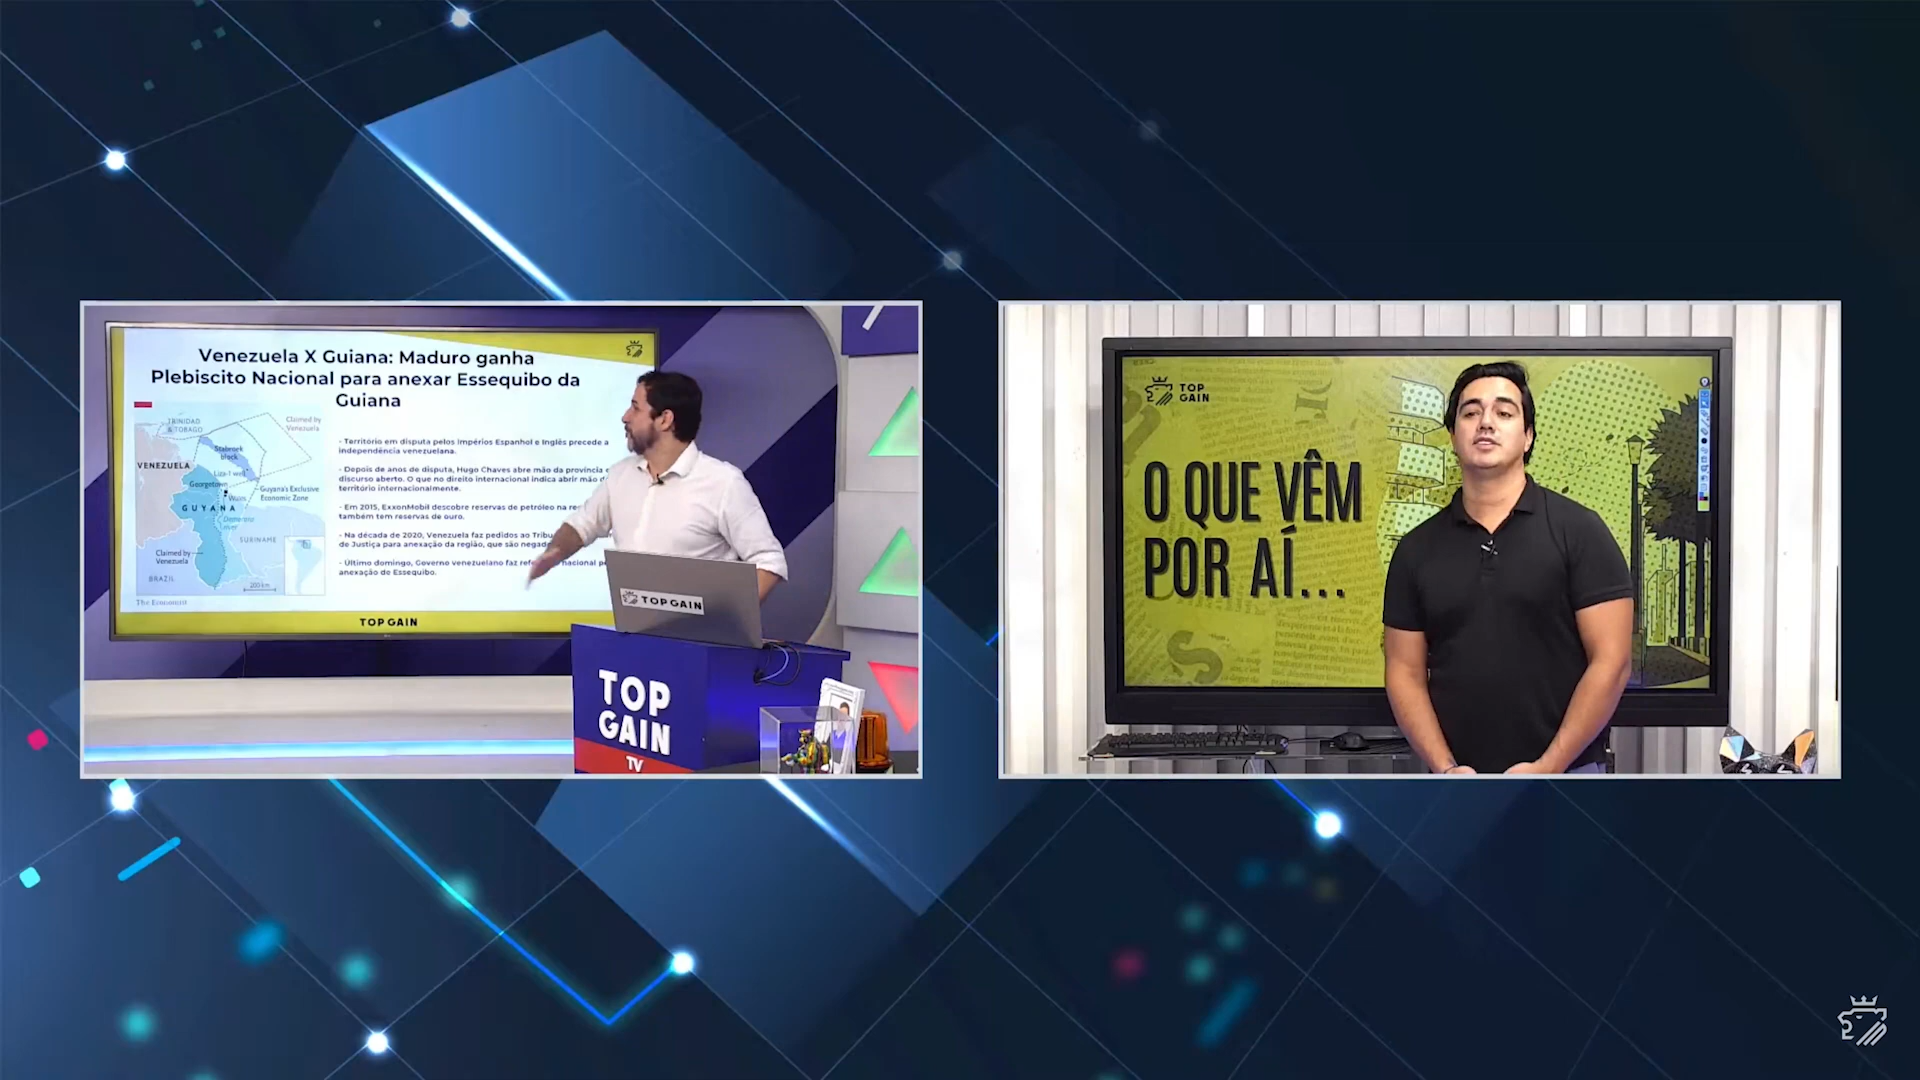 Venezuela X Guiana: Maduro ganha
Plebiscito Nacional para anexar Essequibo da
Guiana
TRINIDAD
& TOBAGO
Claimed by
Venezuela
Stabroek
block
VENEZUELA
Liza-1 well
Georgetown
Guyana's Exclusive
Economic Zone
GUYANA
Demerara
river
SURINAME
Claimed by
Venezuela
BRAZIL
200 km
The Economist
- Território em disputa pelos impérios Espanhol e Inglês precede a
independência venezuelana.
- Depois de anos de disputa, Hugo Chaves abre mão da província
discurso aberto. O que no direito internacional indica abrir mão
território internacionalmente.
- Em 2015, ExxonMobil descobre reservas de petróleo na
também tem reservas de ouro.
- Na década de 2020, Venezuela faz pedidos ao
de Justiça para anexação da região, que são
- Último domingo, Governo venezuelano faz nacional
anexação de Essequibo.
TOP GAIN
TOP GAIN
TOP
GAIN
TV
TOP
GAIN
O QUE VÊM
POR AÍ...